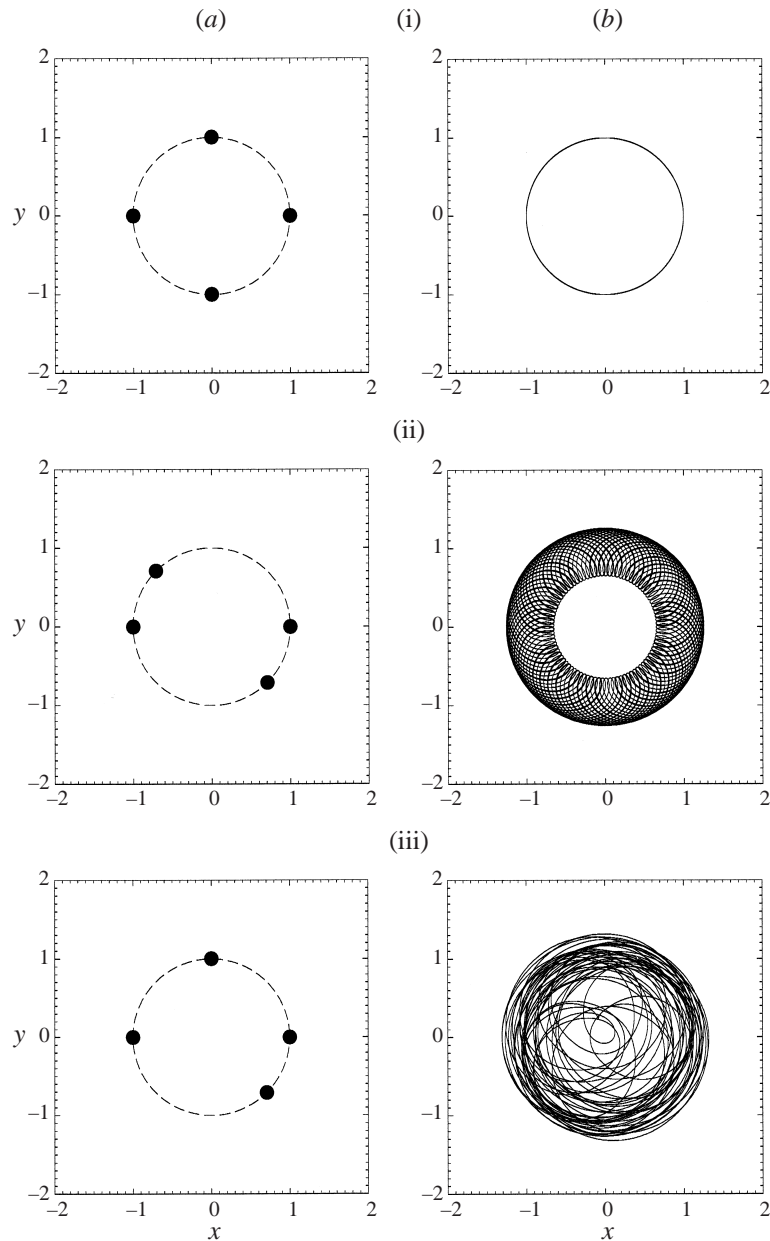 (a) (i) (b)
2 2
1 1
y 0 0
–1 –1
–2 –2
–2 –1 0 1 2 –2 –1 0 1 2
(ii)
2 2
1 1
y 0 0
–1 –1
–2 –2
–2 –1 0 1 2 –2 –1 0 1 2
(iii)
2 2
1 1
y 0 0
–1 –1
–2 –2
–2 –1 0 1 2 –2 –1 0 1 2
x x